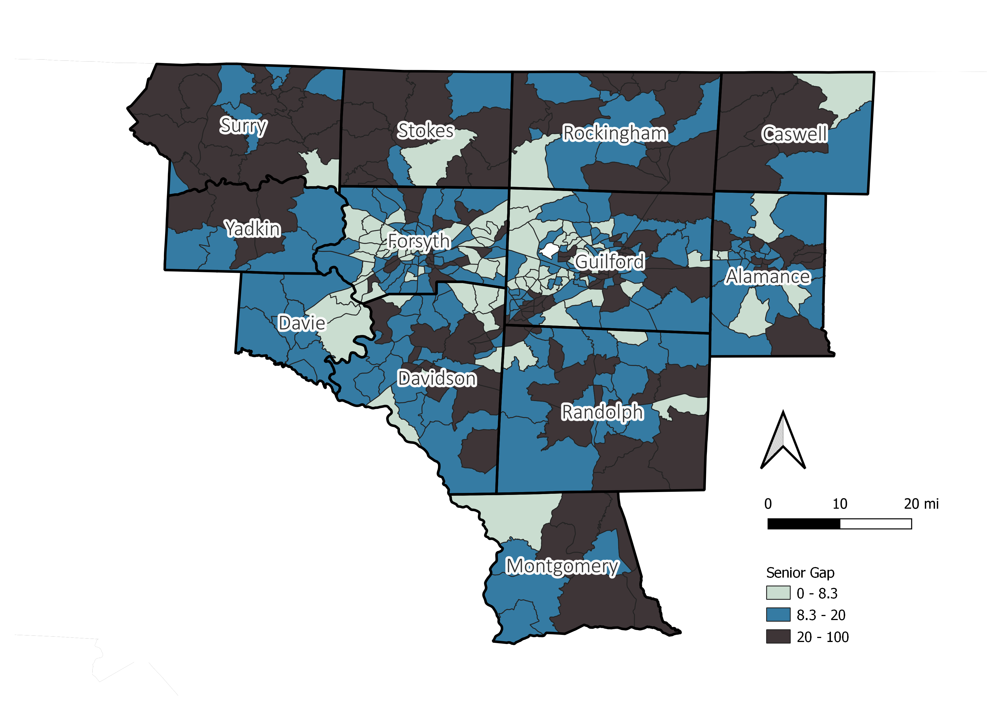 Surry
Stokes
Rockingham
Caswell
Yadkin
Forsyth
Guilford
Alamance
Davie
Davidson
Randolph
Montgomery
0 10 20 mi
Senior Gap
0 - 8.3
8.3 - 20
20 - 100